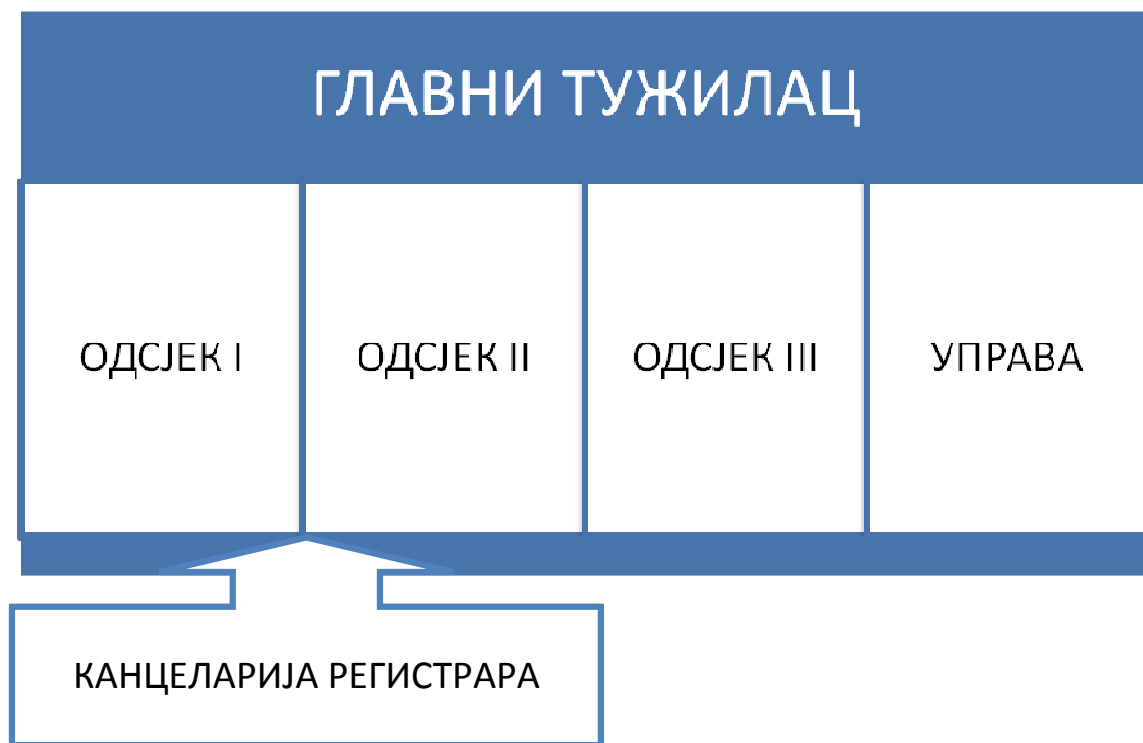 ГЛАВНИ ТУЖИЛАЦ
ОДСЈЕК I
ОДСЈЕК II
ОДСЈЕК III
УПРАВА
КАНЦЕЛАРИЈА РЕГИСТРАРА